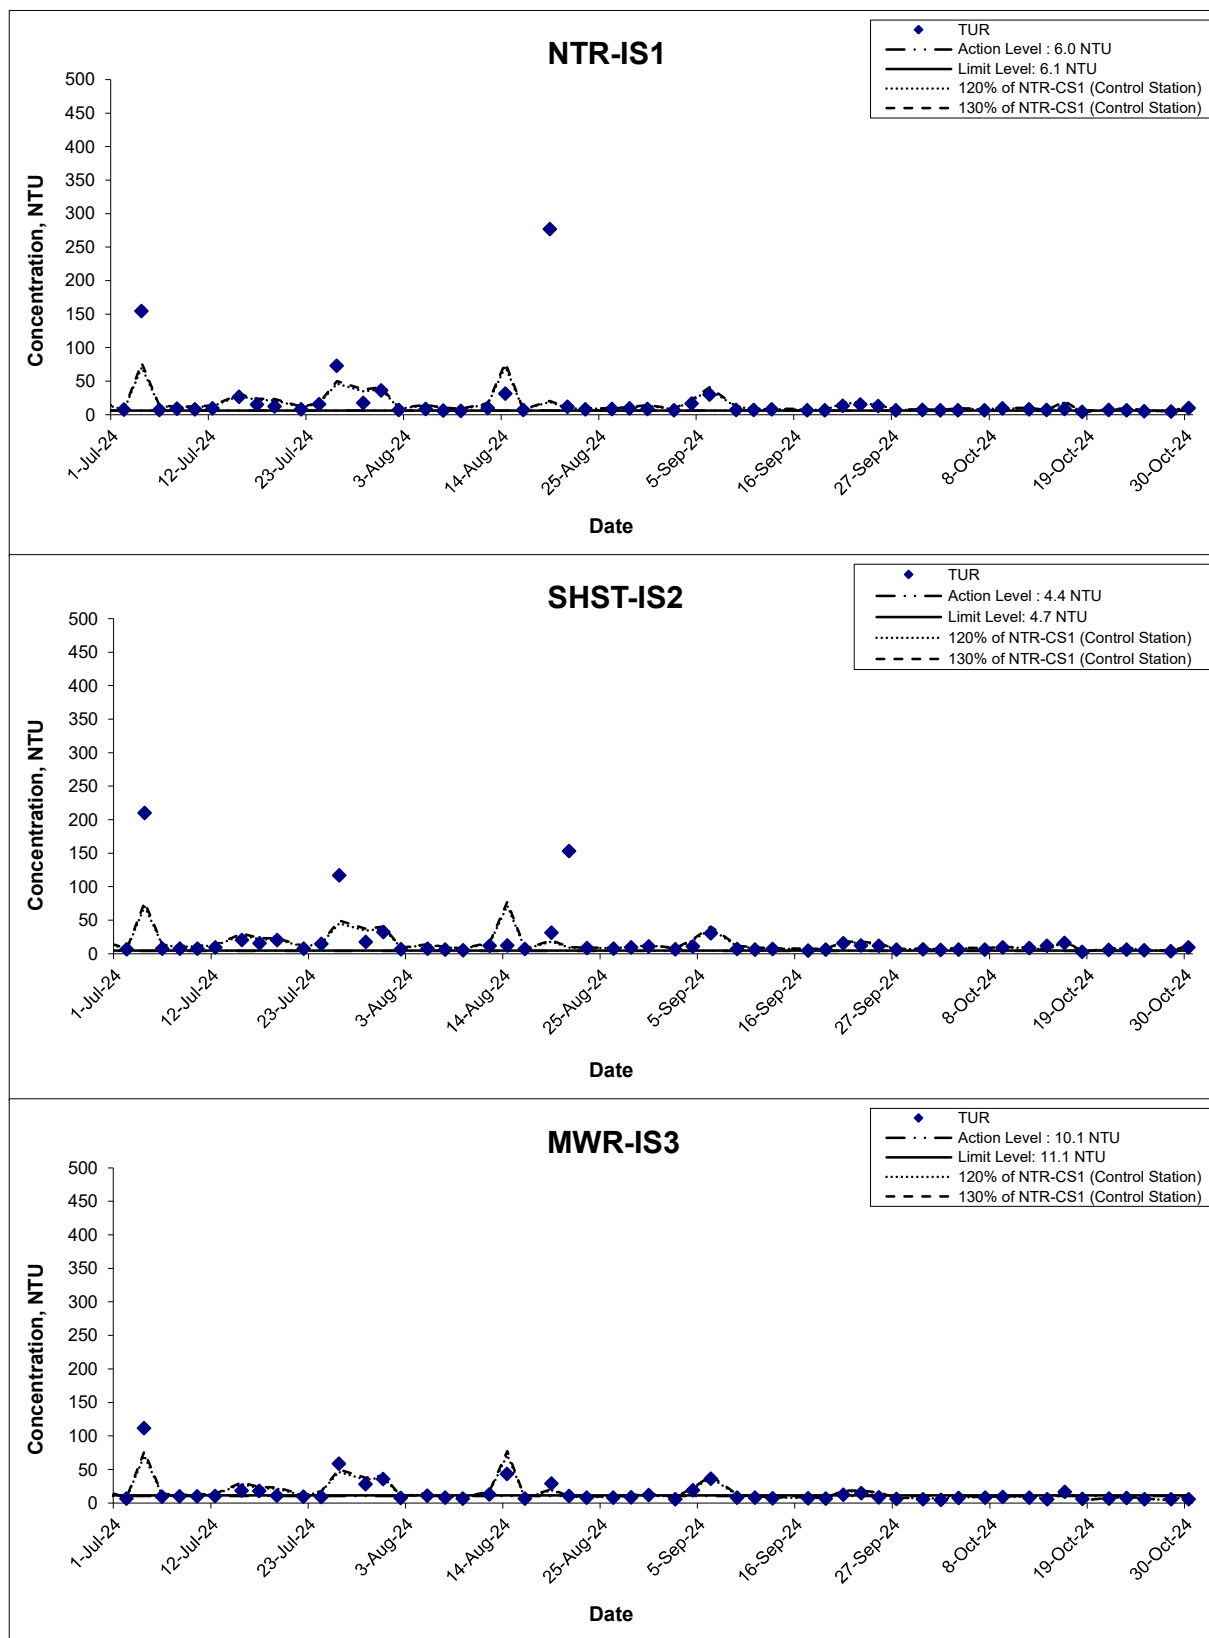 NTR-IS1
TUR
Action Level : 6.0 NTU
Limit Level: 6.1 NTU
120% of NTR-CS1 (Control Station)
130% of NTR-CS1 (Control Station)
Concentration, NTU
500
450
400
350
300
250
200
150
100
50
0
1-Jul-24
12-Jul-24
23-Jul-24
3-Aug-24
14-Aug-24
25-Aug-24
5-Sep-24
16-Sep-24
27-Sep-24
8-Oct-24
19-Oct-24
30-Oct-24
Date
SHST-IS2
TUR
Action Level : 4.4 NTU
Limit Level: 4.7 NTU
120% of NTR-CS1 (Control Station)
130% of NTR-CS1 (Control Station)
Concentration, NTU
500
450
400
350
300
250
200
150
100
50
0
1-Jul-24
12-Jul-24
23-Jul-24
3-Aug-24
14-Aug-24
25-Aug-24
5-Sep-24
16-Sep-24
27-Sep-24
8-Oct-24
19-Oct-24
30-Oct-24
Date
MWR-IS3
TUR
Action Level : 10.1 NTU
Limit Level: 11.1 NTU
120% of NTR-CS1 (Control Station)
130% of NTR-CS1 (Control Station)
Concentration, NTU
500
450
400
350
300
250
200
150
100
50
0
1-Jul-24
12-Jul-24
23-Jul-24
3-Aug-24
14-Aug-24
25-Aug-24
5-Sep-24
16-Sep-24
27-Sep-24
8-Oct-24
19-Oct-24
30-Oct-24
Date